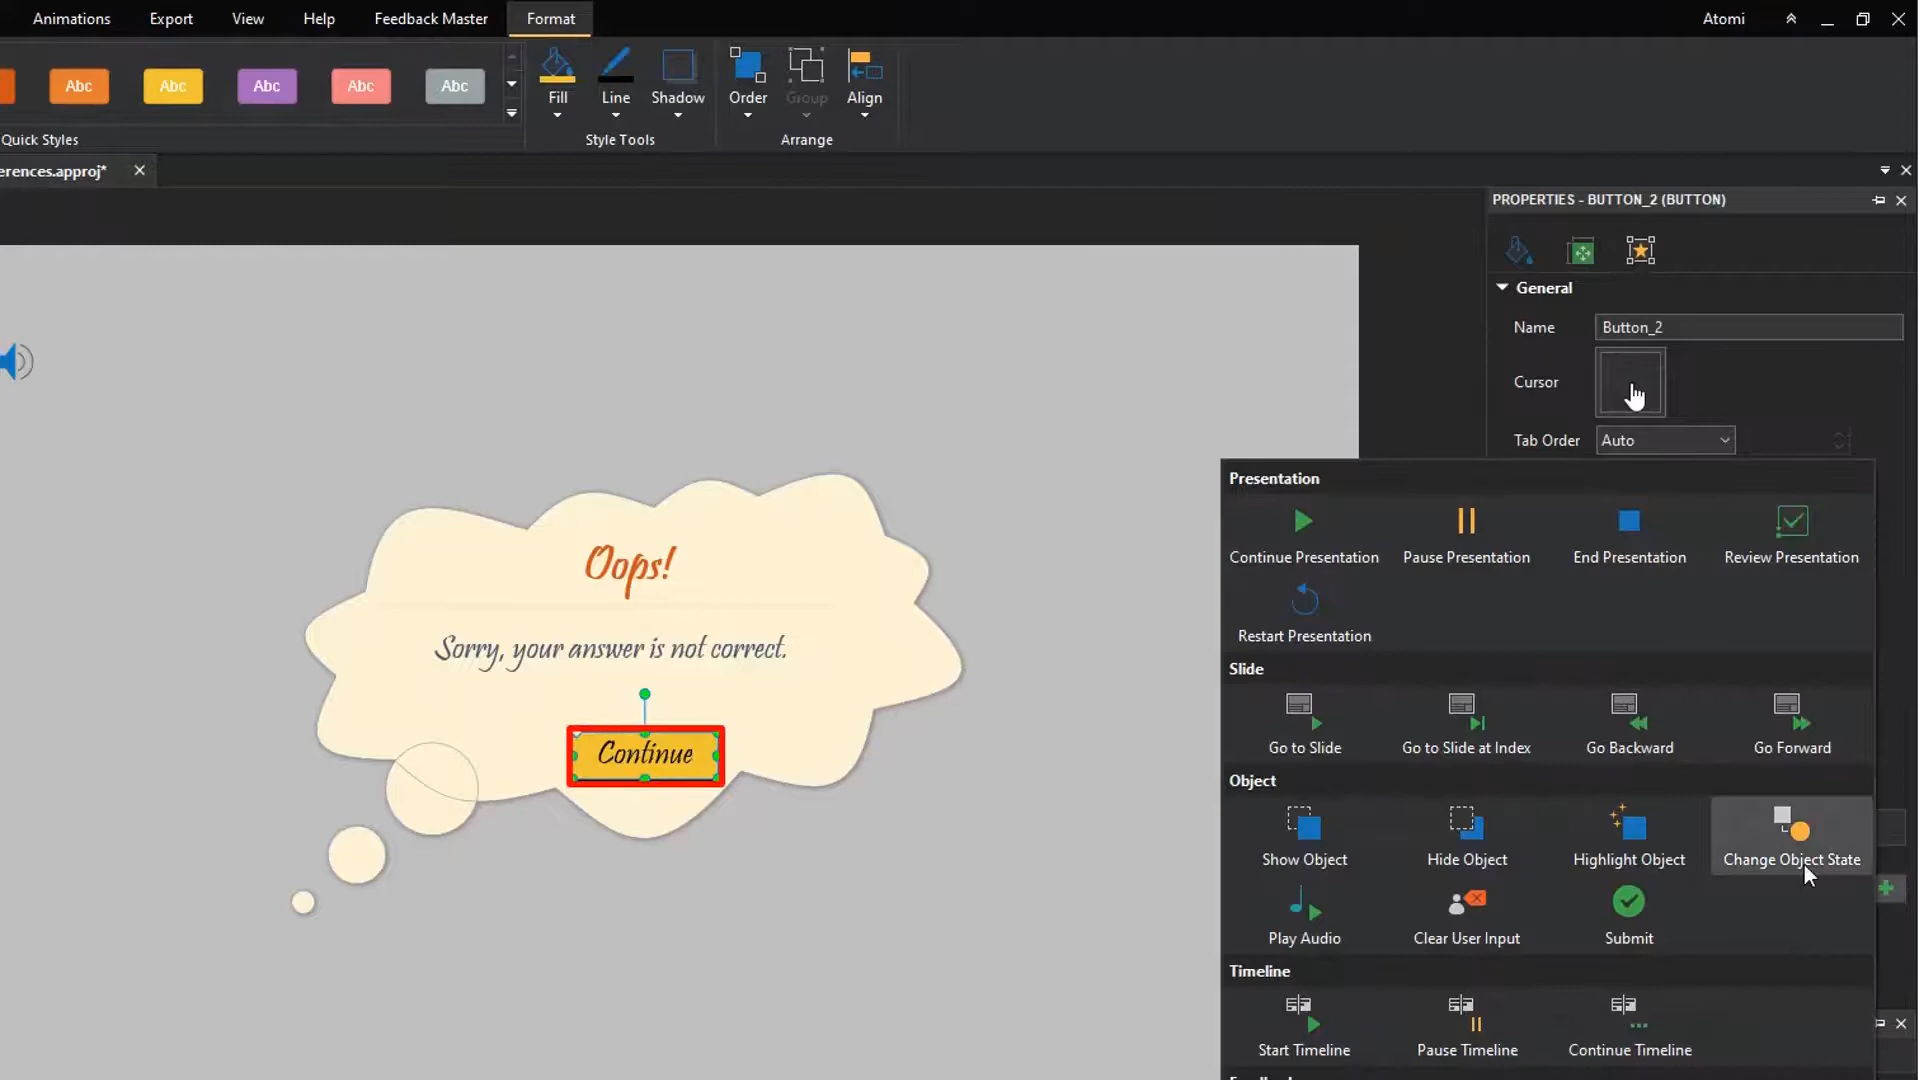 Animations Export View Help Feedback Master Format Atomi
Abc Abc Abc Abc Abc
Fill Line Shadow Order Group Align
Quick Styles Style Tools Arrange
erences.approj*
PROPERTIES - BUTTON_2 (BUTTON)
General
Name Button_2
Cursor
Tab Order Auto
Oops!
Sorry, your answer is not correct.
Continue
Presentation
Continue Presentation Pause Presentation End Presentation Review Presentation
Restart Presentation
Slide
Go to Slide Go to Slide at Index Go Backward Go Forward
Object
Show Object Hide Object Highlight Object Change Object State
Play Audio Clear User Input Submit
Timeline
Start Timeline Pause Timeline Continue Timeline